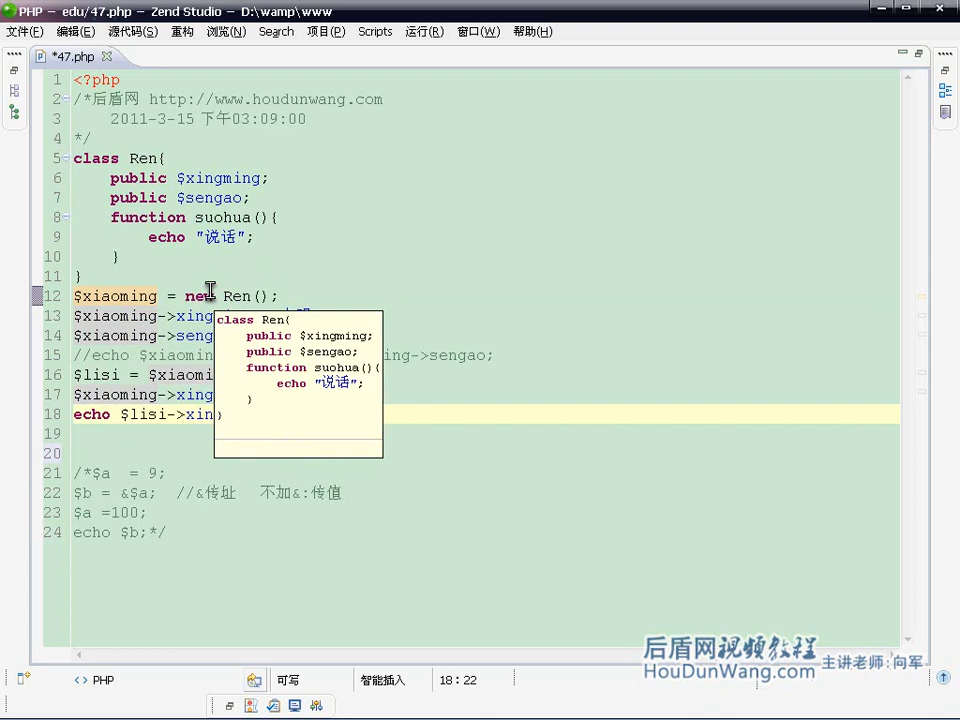 PHP - edu/47.php - Zend Studio - D:\wamp\www
文件(F) 编辑(E) 源代码(S) 重构 浏览(N) Search 项目(P) Scripts 运行(R) 窗口(W) 帮助(H)
*47.php
1 <?php
2 /*后盾网 http://www.houdunwang.com
3 2011-3-15 下午03:09:00
4 */
5 class Ren{
6 public $xingming;
7 public $sengao;
8 function suohua(){
9 echo "说话";
10 }
11 }
12 $xiaoming = new Ren();
13 $xiaoming->xing
14 $xiaoming->seng
15 //echo $xiaomin ing->sengao;
16 $lisi = $xiaomi
17 $xiaoming->xing
18 echo $lisi->xin
19
20
21 /*$a = 9;
22 $b = &$a; //&传址 不加&:传值
23 $a =100;
24 echo $b;*/
class Ren{
public $xingming;
public $sengao;
function suohua(){
echo "说话";
}
}
后盾网视频教程
HouDunWang.com 主讲老师:向军
<> PHP 可写 智能插入 18:22